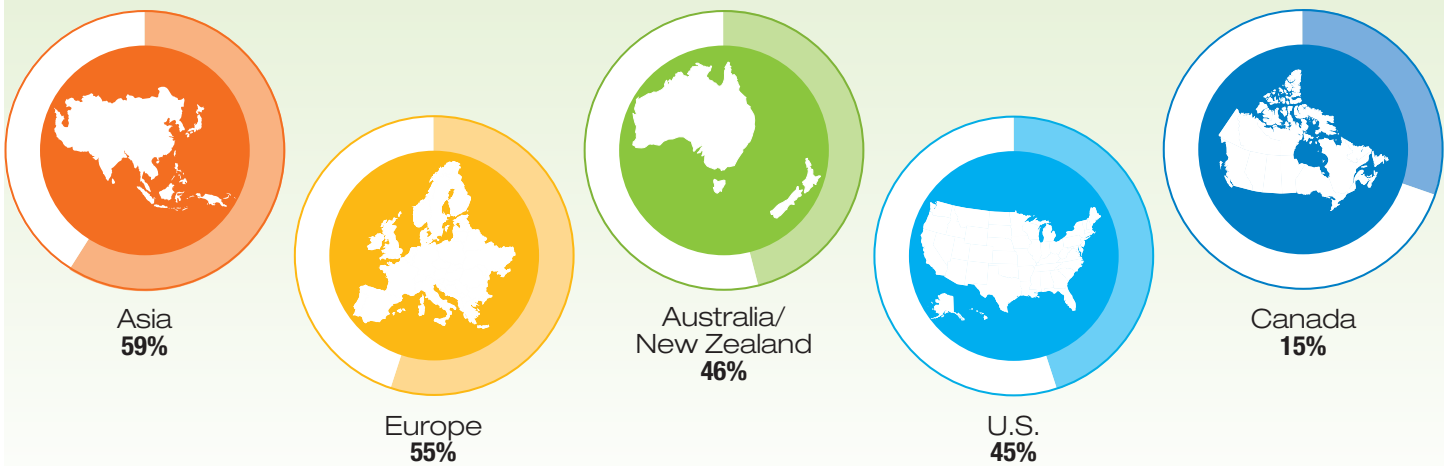 Asia
59%
Europe
55%
Australia/
New Zealand
46%
U.S.
45%
Canada
15%